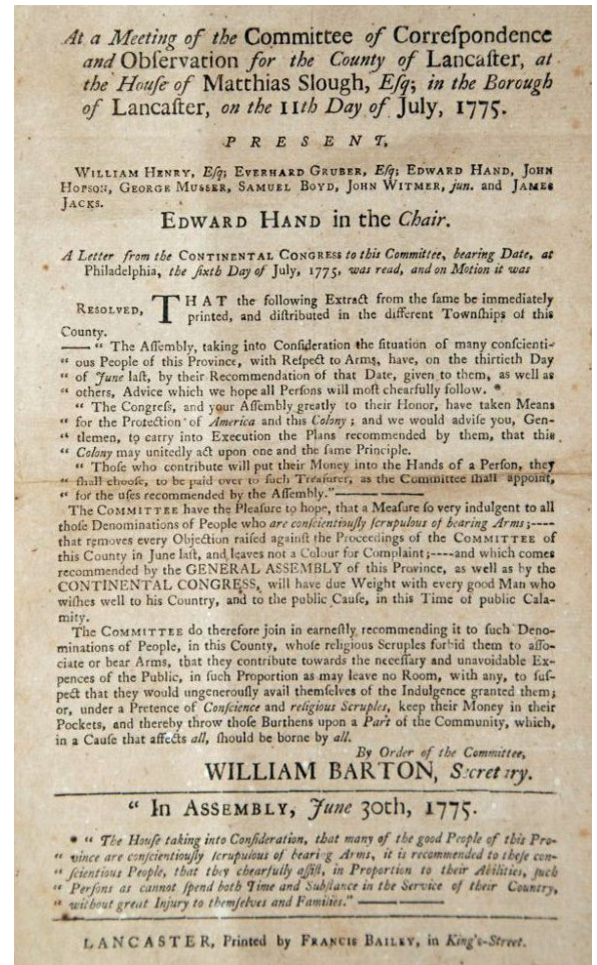 At a Meeting of the Committee of Correſpondence
and Obſervation for the County of Lancaſter, at
the Houſe of Matthias Slough, Eſq; in the Borough
of Lancaſter, on the 11th Day of July, 1775.
PRESENT,
WILLIAM HENRY, Eſq; EVERHARD GRUBER, Eſq; EDWARD HAND, JOHN
HOPSON, GEORGE MUSSER, SAMUEL BOYD, JOHN WITMER, jun. and JAMES
JACKS.
EDWARD HAND in the Chair.
A Letter from the CONTINENTAL CONGRESS to this Committee, bearing Date, at
Philadelphia, the ſixth Day of July, 1775, was read, and on Motion it was
RESOLVED, THAT the following Extract from the ſame be immediately
printed, and diſtributed in the different Townſhips of this
County.
—— “ The Aſſembly, taking into Conſideration the ſituation of many conſcienti-
“ ous People of this Province, with Reſpect to Arms, have, on the thirtieth Day
“ of June laſt, by their Recommendation of that Date, given to them, as well as
“ others, Advice which we hope all Perſons will moſt chearfully follow. *
“ The Congreſs, and your Aſſembly greatly to their Honor, have taken Means
“ for the Protection of America and this Colony; and we would adviſe you, Gen-
“ tlemen, to carry into Execution the Plans recommended by them, that this
“ Colony may unitedly act upon one and the ſame Principle.
“ Thoſe who contribute will put their Money into the Hands of a Perſon, they
“ ſhall chooſe, to be paid over to ſuch Treaſurer, as the Committee ſhall appoint,
“ for the uſes recommended by the Aſſembly.”————
The COMMITTEE have the Pleaſure to hope, that a Meaſure ſo very indulgent to all
thoſe Denominations of People who are conſcientiouſly ſcrupulous of bearing Arms;----
that removes every Objection raiſed againſt the Proceedings of the COMMITTEE of
this County in June laſt, and leaves not a Colour for Complaint;----and which comes
recommended by the GENERAL ASSEMBLY of this Province, as well as by the
CONTINENTAL CONGRESS, will have due Weight with every good Man who
wiſhes well to his Country, and to the public Cauſe, in this Time of public Cala-
mity.
The COMMITTEE do therefore join in earneſtly recommending it to ſuch Deno-
minations of People, in this County, whoſe religious Scruples forbid them to aſſo-
ciate or bear Arms, that they contribute towards the neceſſary and unavoidable Ex-
pences of the Public, in ſuch Proportion as may leave no Room, with any, to ſuſ-
pect that they would ungenerouſly avail themſelves of the Indulgence granted them;
or, under a Pretence of Conſcience and religious Scruples, keep their Money in their
Pockets, and thereby throw thoſe Burthens upon a Part of the Community, which,
in a Cauſe that affects all, ſhould be borne by all.
By Order of the Committee,
WILLIAM BARTON, Secretary.
“ In ASSEMBLY, June 30th, 1775.
* “ The Houſe taking into Conſideration, that many of the good People of this Pro-
“ vince are conſcientiouſly ſcrupulous of bearing Arms, it is recommended to theſe con-
“ ſcientious People, that they chearfully aſſiſt, in Proportion to their Abilities, ſuch
“ Perſons as cannot ſpend both Time and Subſtance in the Service of their Country,
“ without great Injury to themſelves and Families.” ————
LANCASTER, Printed by FRANCIS BAILEY, in King's-Street.